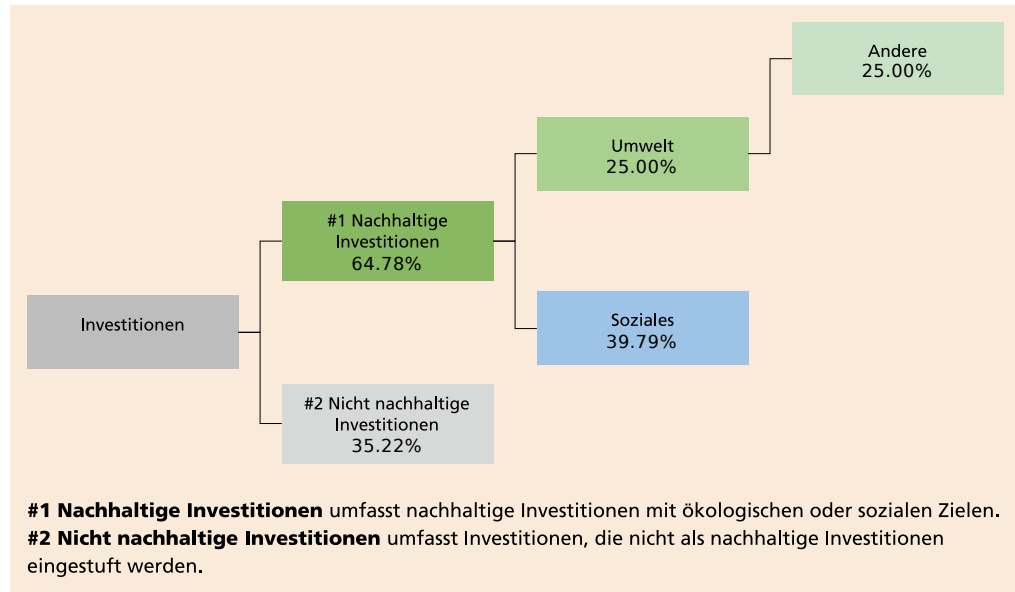 Andere
25.00%
Umwelt
25.00%
#1 Nachhaltige
Investitionen
64.78%
Investitionen
Soziales
39.79%
#2 Nicht nachhaltige
Investitionen
35.22%
#1 Nachhaltige Investitionen umfasst nachhaltige Investitionen mit ökologischen oder sozialen Zielen.
#2 Nicht nachhaltige Investitionen umfasst Investitionen, die nicht als nachhaltige Investitionen
eingestuft werden.